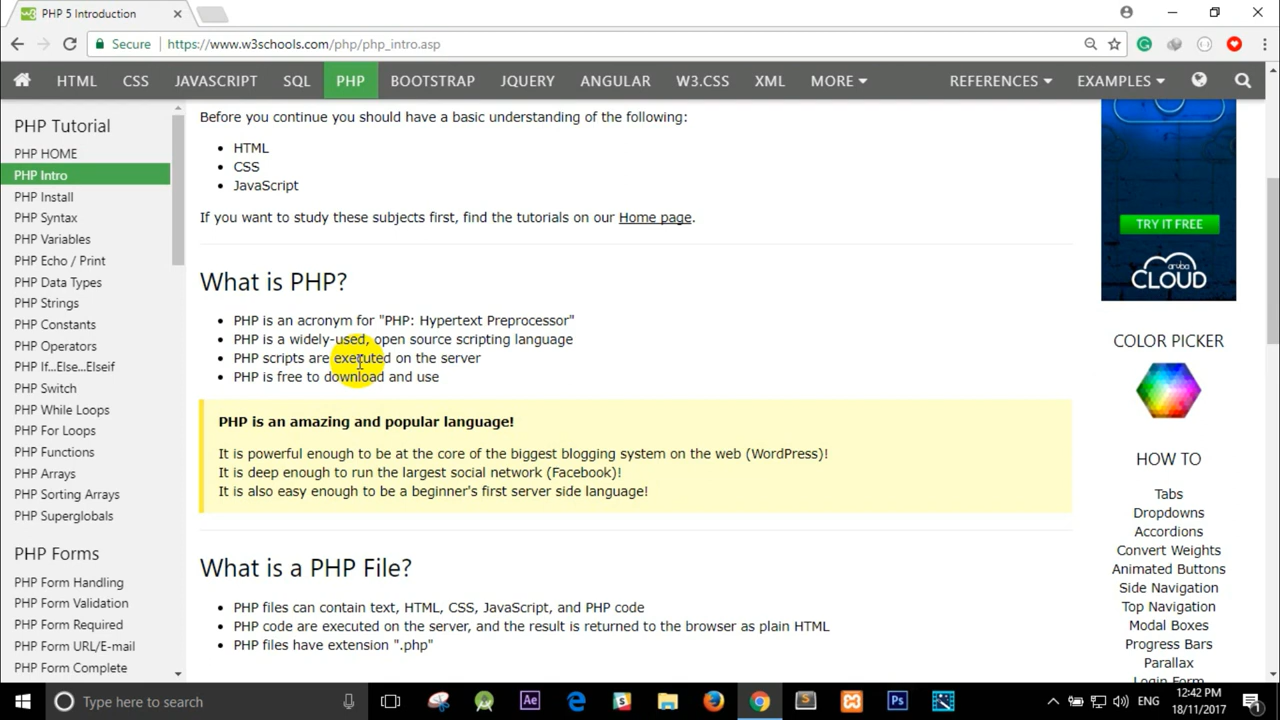 PHP 5 Introduction
Secure https://www.w3schools.com/php/php_intro.asp
HTML CSS JAVASCRIPT SQL PHP BOOTSTRAP JQUERY ANGULAR W3.CSS XML MORE REFERENCES EXAMPLES
PHP Tutorial
PHP HOME
PHP Intro
PHP Install
PHP Syntax
PHP Variables
PHP Echo / Print
PHP Data Types
PHP Strings
PHP Constants
PHP Operators
PHP If...Else...Elseif
PHP Switch
PHP While Loops
PHP For Loops
PHP Functions
PHP Arrays
PHP Sorting Arrays
PHP Superglobals
PHP Forms
PHP Form Handling
PHP Form Validation
PHP Form Required
PHP Form URL/E-mail
PHP Form Complete
Before you continue you should have a basic understanding of the following:
HTML
CSS
JavaScript
If you want to study these subjects first, find the tutorials on our Home page.
What is PHP?
PHP is an acronym for "PHP: Hypertext Preprocessor"
PHP is a widely-used, open source scripting language
PHP scripts are executed on the server
PHP is free to download and use
PHP is an amazing and popular language!
It is powerful enough to be at the core of the biggest blogging system on the web (WordPress)!
It is deep enough to run the largest social network (Facebook)!
It is also easy enough to be a beginner's first server side language!
What is a PHP File?
PHP files can contain text, HTML, CSS, JavaScript, and PHP code
PHP code are executed on the server, and the result is returned to the browser as plain HTML
PHP files have extension ".php"
TRY IT FREE
aruba
CLOUD
COLOR PICKER
HOW TO
Tabs
Dropdowns
Accordions
Convert Weights
Animated Buttons
Side Navigation
Top Navigation
Modal Boxes
Progress Bars
Parallax
Login Form
Type here to search
Ae
S
Ps
ENG
12:42 PM
18/11/2017
1